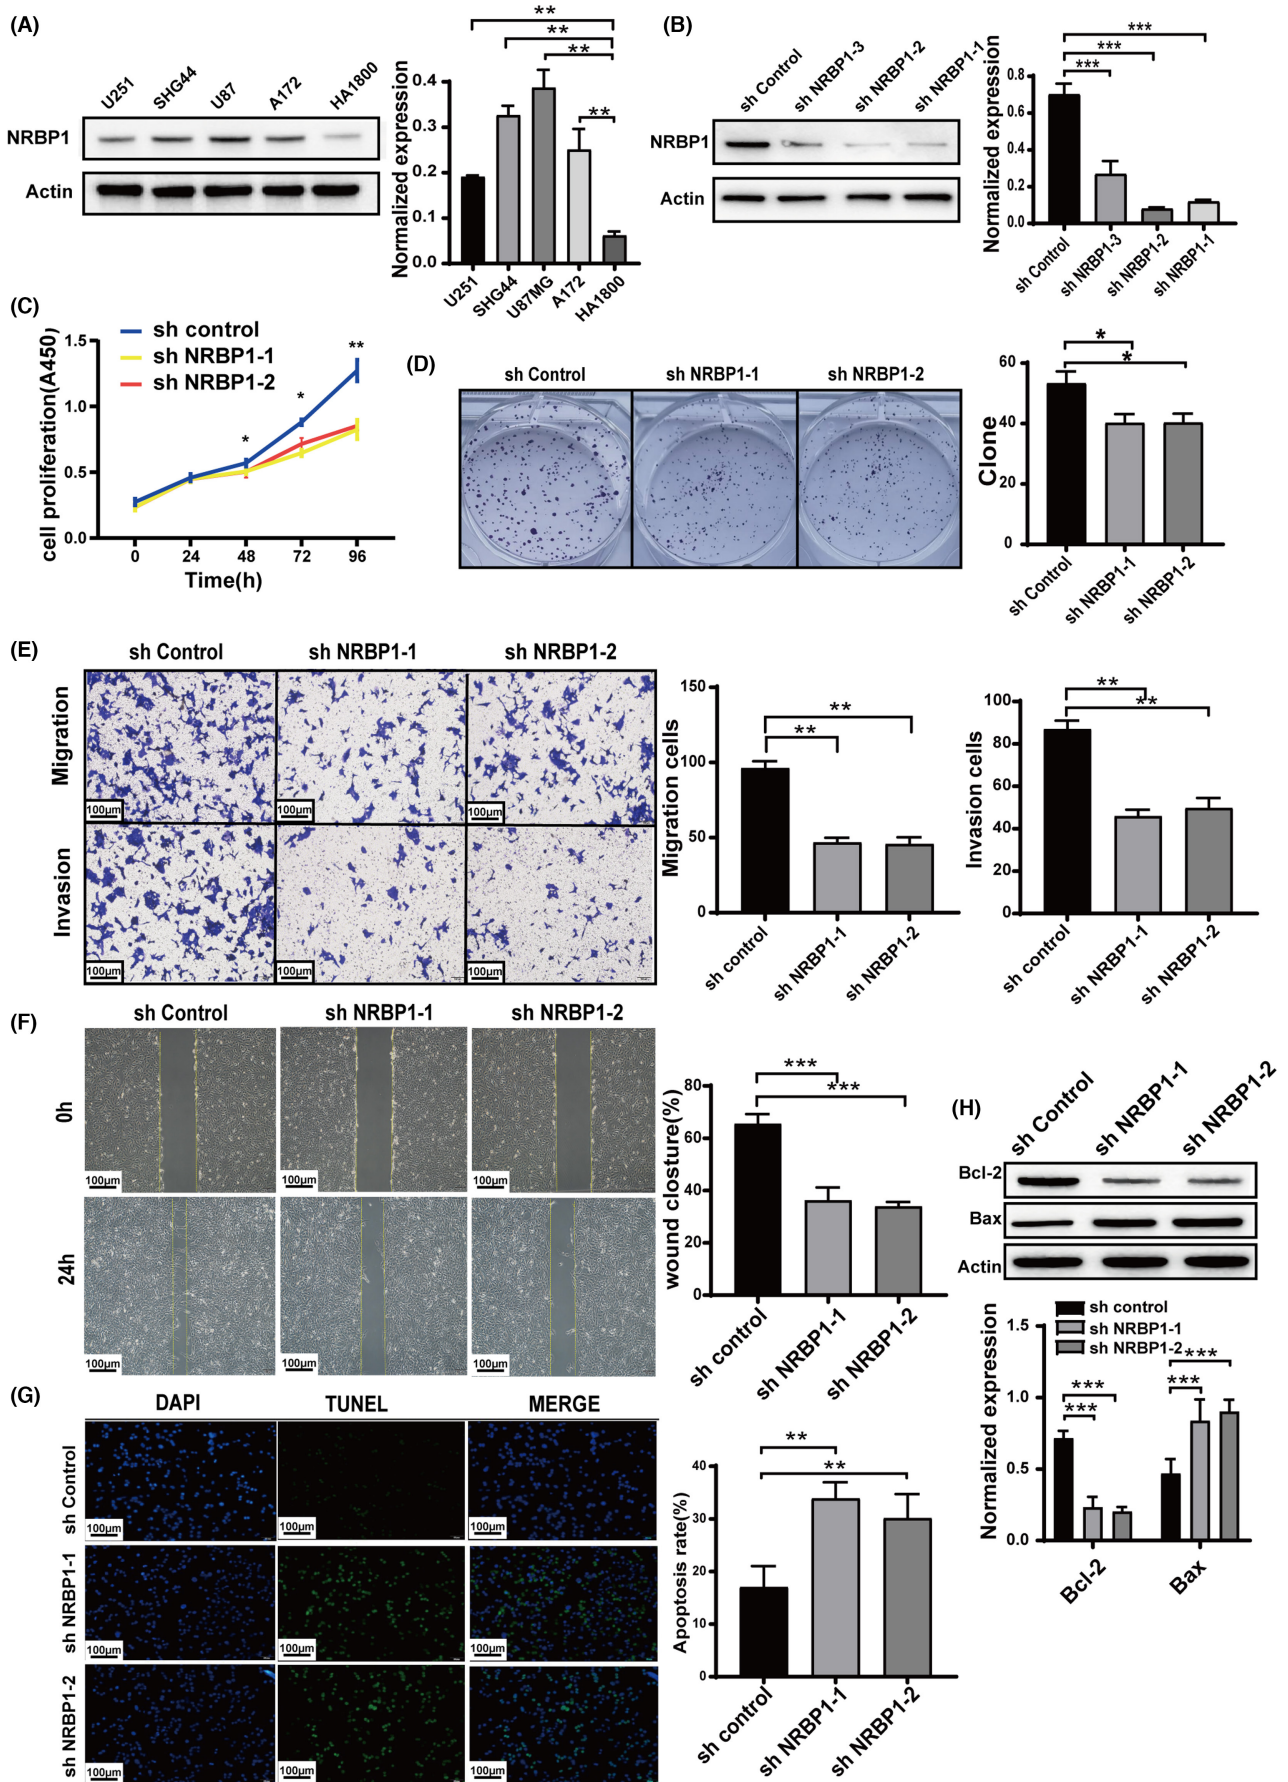 (A)
U251 SHG44 U87 A172 HA1800
NRBP1
Actin
Normalized expression
0.4
0.3
0.2
0.1
0.0
** ** ** **
U251 SHG44 U87MG A172 HA1800
(B)
sh Control sh NRBP1-3 sh NRBP1-2 sh NRBP1-1
NRBP1
Actin
Normalized expression
0.8
0.6
0.4
0.2
0.0
*** *** ***
sh Control sh NRBP1-3 sh NRBP1-2 sh NRBP1-1
(C)
sh control
sh NRBP1-1
sh NRBP1-2
cell proliferation(A450)
1.5
1.0
0.5
0.0
* * **
0 24 48 72 96
Time(h)
(D)
sh Control sh NRBP1-1 sh NRBP1-2
Clone
60
40
20
0
* *
sh Control sh NRBP1-1 sh NRBP1-2
(E)
sh Control sh NRBP1-1 sh NRBP1-2
Migration
100μm 100μm 100μm
Invasion
100μm 100μm 100μm
Migration cells
150
100
50
0
** **
sh control sh NRBP1-1 sh NRBP1-2
Invasion cells
100
80
60
40
20
0
** **
sh control sh NRBP1-1 sh NRBP1-2
(F)
sh Control sh NRBP1-1 sh NRBP1-2
0h
100μm 100μm 100μm
24h
100μm 100μm 100μm
wound closture(%)
80
60
40
20
0
*** ***
sh control sh NRBP1-1 sh NRBP1-2
(G)
DAPI TUNEL MERGE
sh Control
100μm 100μm 100μm
sh NRBP1-1
100μm 100μm 100μm
sh NRBP1-2
100μm 100μm 100μm
Apoptosis rate(%)
40
30
20
10
0
** **
sh control sh NRBP1-1 sh NRBP1-2
(H)
sh Control sh NRBP1-1 sh NRBP1-2
Bcl-2
Bax
Actin
sh control
sh NRBP1-1
sh NRBP1-2
Normalized expression
1.5
1.0
0.5
0.0
*** *** *** ***
Bcl-2 Bax